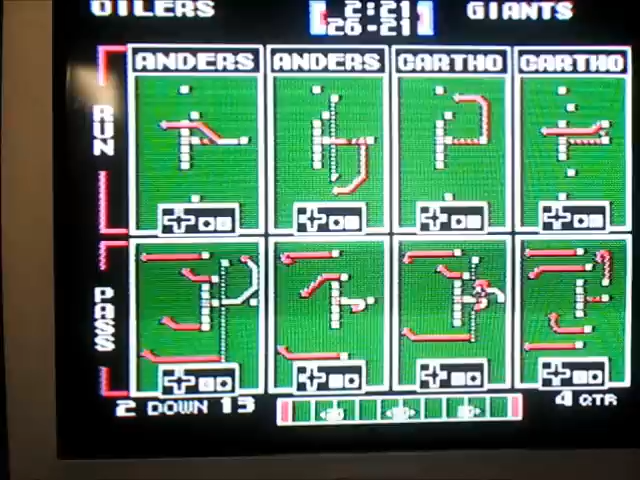 OILERS 2:21 GIANTS
26-21
ANDERS ANDERS CARTHO CARTHO
RUN
PASS
2 DOWN 13
4 QTR